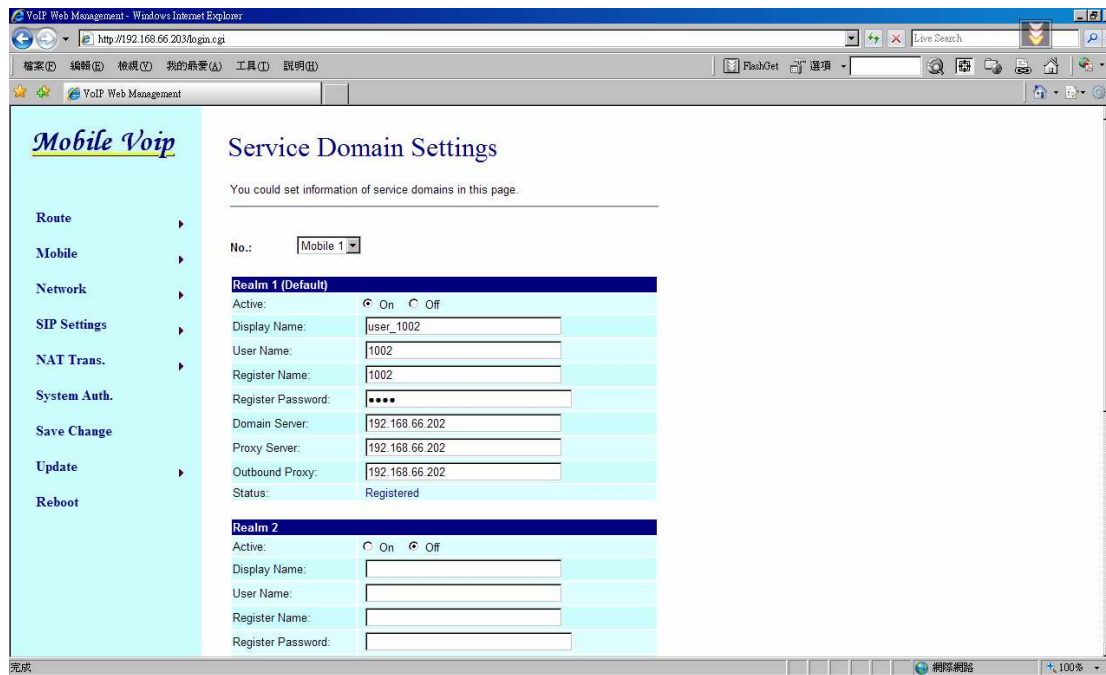 VoIP Web Management - Windows Internet Explorer
http://192.168.66.203/login.cgi
Live Search
檔案(F) 編輯(E) 檢視(V) 我的最愛(A) 工具(T) 說明(H)
FlashGet 選項
VoIP Web Management
Mobile Voip
Route
Mobile
Network
SIP Settings
NAT Trans.
System Auth.
Save Change
Update
Reboot
Service Domain Settings
You could set information of service domains in this page.
No.: Mobile 1
Realm 1 (Default)
Active: On Off
Display Name: user_1002
User Name: 1002
Register Name: 1002
Register Password: ••••
Domain Server: 192.168.66.202
Proxy Server: 192.168.66.202
Outbound Proxy: 192.168.66.202
Status: Registered
Realm 2
Active: On Off
Display Name:
User Name:
Register Name:
Register Password:
完成
網際網路
100%